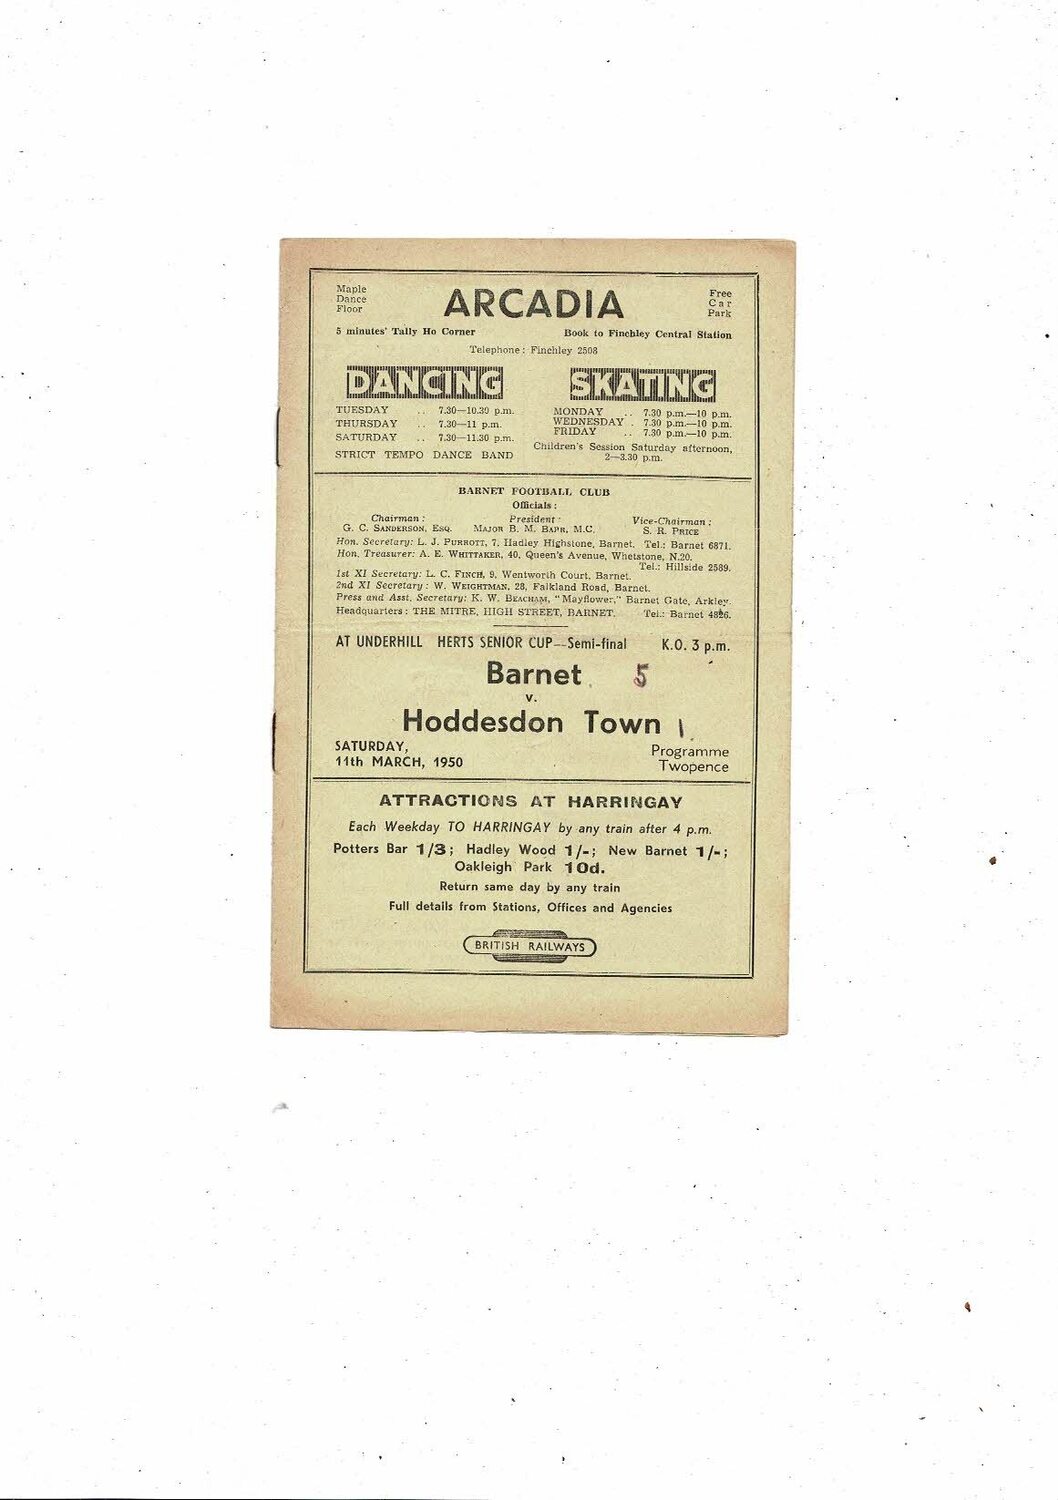 Maple
Dance
Floor
ARCADIA
Free
Car
Park
5 minutes' Tally Ho Corner Book to Finchley Central Station
Telephone: Finchley 2508
DANCING
TUESDAY .. 7.30—10.30 p.m.
THURSDAY .. 7.30—11 p.m.
SATURDAY .. 7.30—11.30 p.m.
STRICT TEMPO DANCE BAND
SKATING
MONDAY .. 7.30 p.m.—10 p.m.
WEDNESDAY . 7.30 p.m.—10 p.m.
FRIDAY .. 7.30 p.m.—10 p.m.
Children's Session Saturday afternoon,
2—3.30 p.m.
BARNET FOOTBALL CLUB
Officials:
Chairman: President: Vice-Chairman:
G. C. SANDERSON, ESQ. MAJOR B. M. BARR, M.C. S. R. PRICE
Hon. Secretary: L. J. PURROTT, 7, Hadley Highstone, Barnet. Tel.: Barnet 6871.
Hon. Treasurer: A. E. WHITTAKER, 40, Queen's Avenue, Whetstone, N.20.
Tel.: Hillside 2589.
1st XI Secretary: L. C. FINCH, 9, Wentworth Court, Barnet.
2nd XI Secretary: W. WEIGHTMAN, 28, Falkland Road, Barnet.
Press and Asst. Secretary: K. W. BEACHAM, "Mayflower," Barnet Gate, Arkley.
Headquarters: THE MITRE, HIGH STREET, BARNET. Tel.: Barnet
AT UNDERHILL HERTS SENIOR CUP—Semi-final K.O. 3 p.m.
Barnet 5
v.
Hoddesdon Town 1
SATURDAY,
11th MARCH, 1950
Programme
Twopence
ATTRACTIONS AT HARRINGAY
Each Weekday TO HARRINGAY by any train after 4 p.m.
Potters Bar 1/3; Hadley Wood 1/-; New Barnet 1/-;
Oakleigh Park 10d.
Return same day by any train
Full details from Stations, Offices and Agencies
BRITISH RAILWAYS